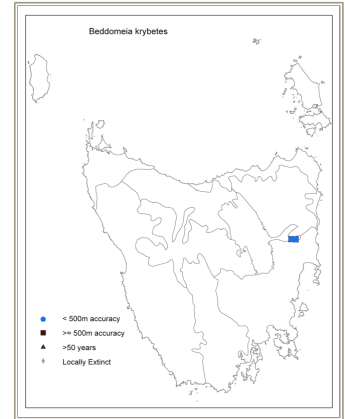 Beddomeia krybetes
< 500m accuracy
>= 500m accuracy
>50 years
Locally Extinct